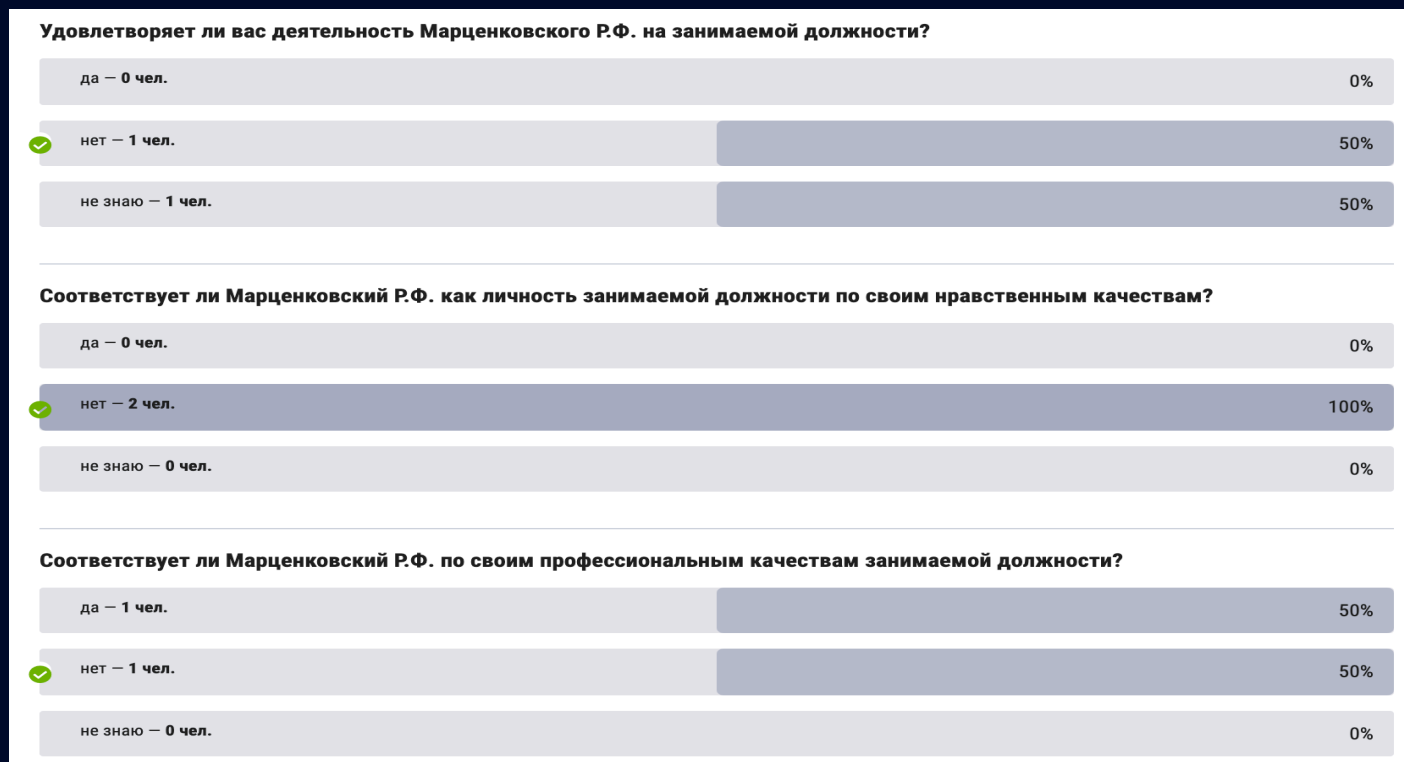 Удовлетворяет ли вас деятельность Марценковского Р.Ф. на занимаемой должности?
да — 0 чел. 0%
нет — 1 чел. 50%
не знаю — 1 чел. 50%
Соответствует ли Марценковский Р.Ф. как личность занимаемой должности по своим нравственным качествам?
да — 0 чел. 0%
нет — 2 чел. 100%
не знаю — 0 чел. 0%
Соответствует ли Марценковский Р.Ф. по своим профессиональным качествам занимаемой должности?
да — 1 чел. 50%
нет — 1 чел. 50%
не знаю — 0 чел. 0%